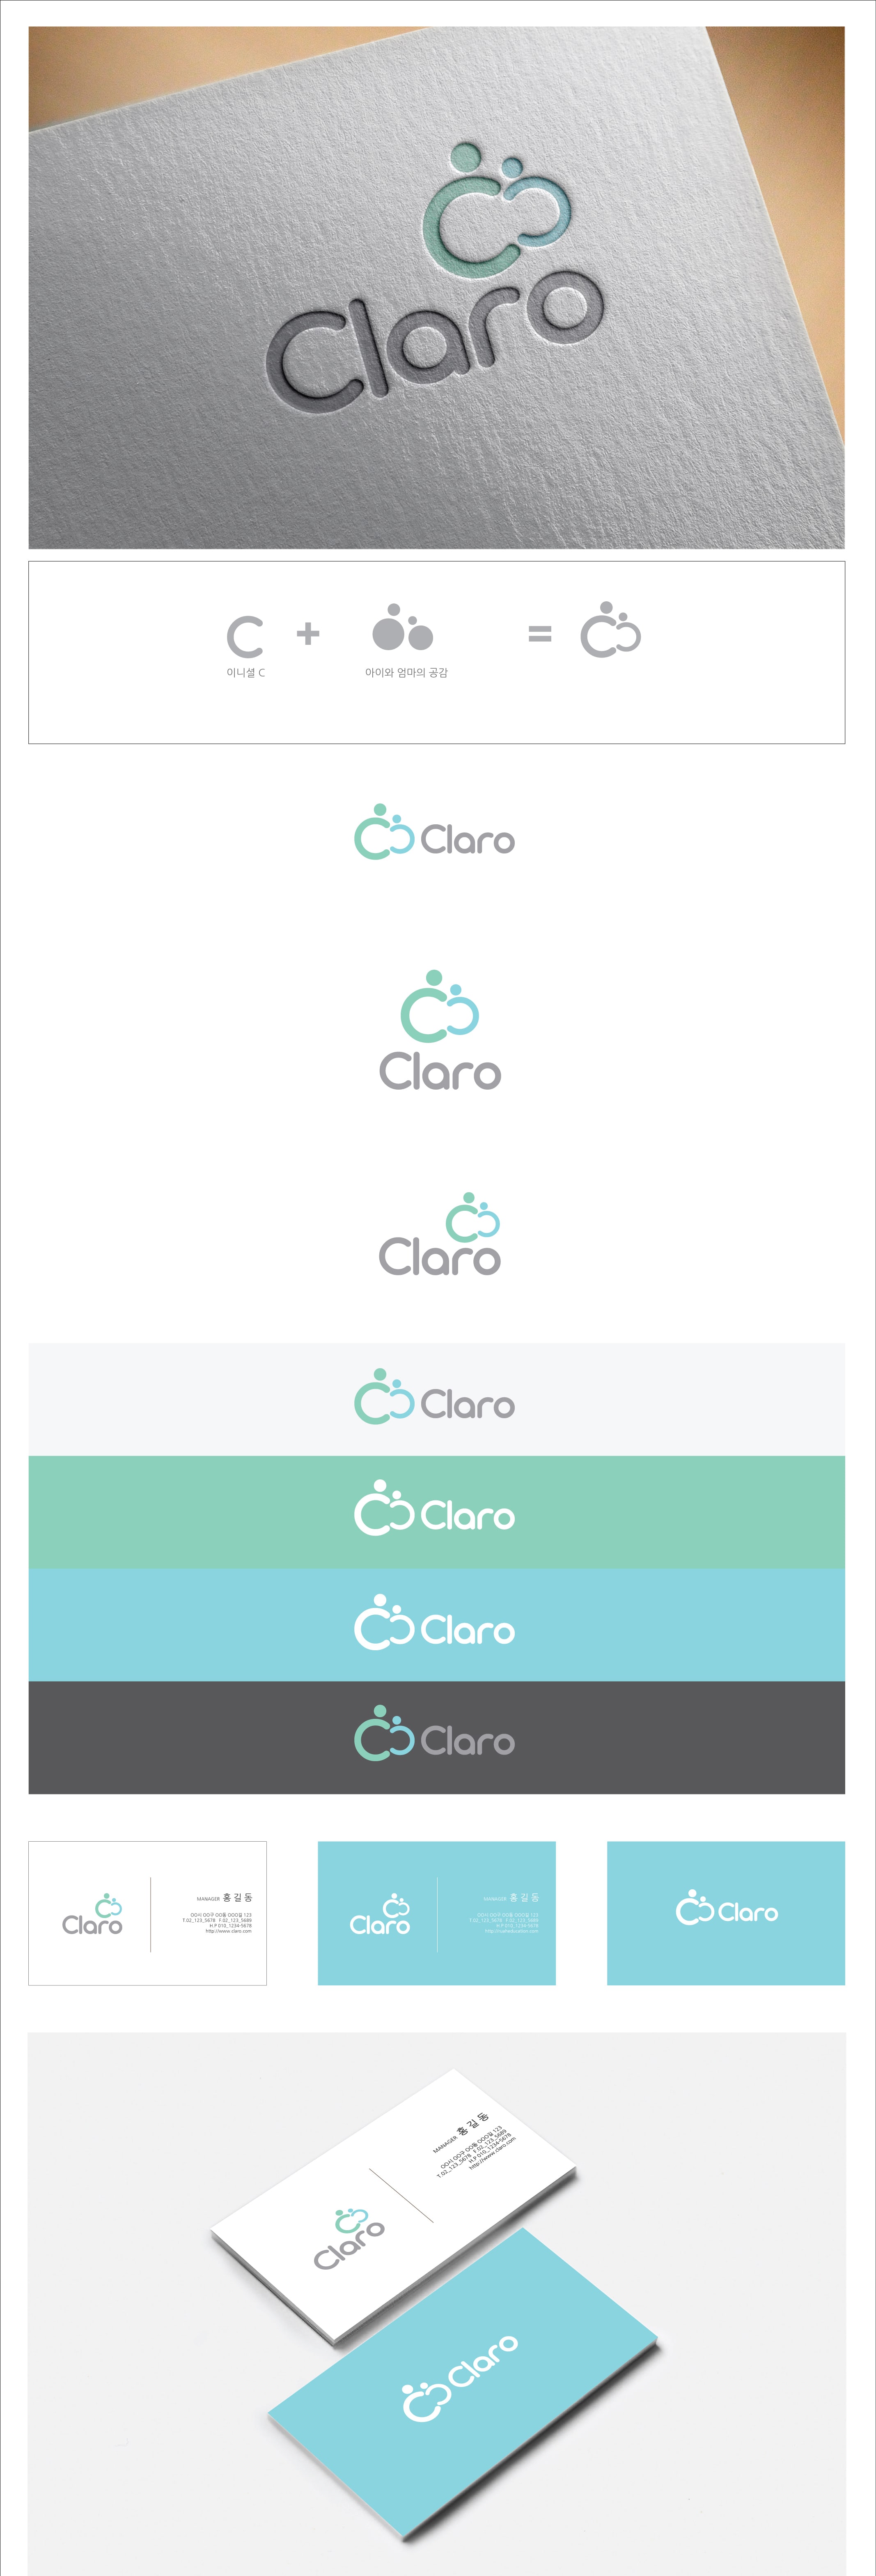 Claro
C + =
이니셜 C
아이와 엄마의 공감
Claro
Claro
Claro
Claro
Claro
Claro
Claro
Claro
MANAGER 홍 길 동
OO시 OO구 OO동 OOO길 123
T.02_123_5678 F.02_123_5689
H.P 010_1234-5678
http://www.claro.com
Claro
MANAGER 홍 길 동
OO시 OO구 OO동 OOO길 123
T.02_123_5678 F.02_123_5689
H.P 010_1234-5678
Claro
MANAGER 홍 길 동
OO시 OO구 OO동 OOO길 123
T.02_123_5678 F.02_123_5689
H.P 010_1234-5678
http://www.claro.com
Claro
Claro